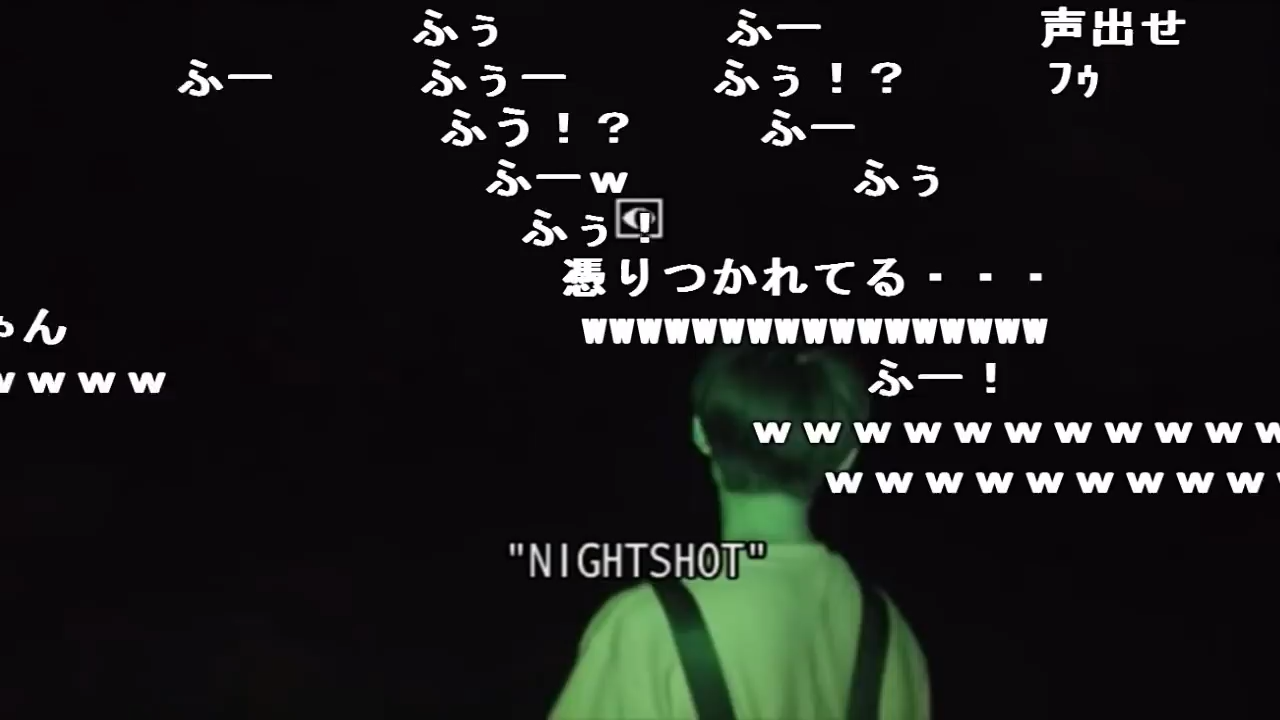 ふぅ ふー 声出せ
ふー ふぅー ふぅ！？ ﾌｩ
ふう！？ ふー
ふーｗ ふぅ
ふぅ！
憑りつかれてる・・・
wwwwwwwwwwwwwwwww
ゃん
ふー！
ｗｗｗｗ
ｗｗｗｗｗｗｗｗｗｗｗ
ｗｗｗｗｗｗｗｗｗ
"NIGHTSHOT"